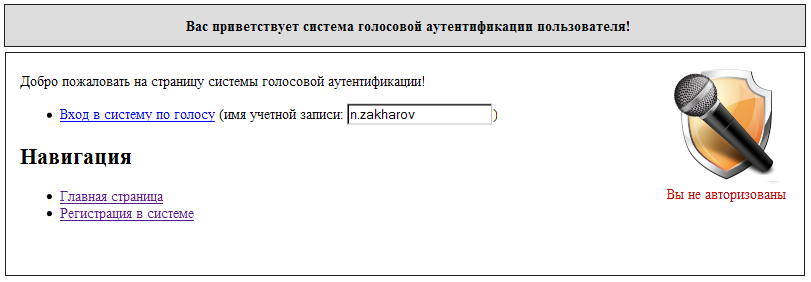 Вас приветствует система голосовой аутентификации пользователя!
Добро пожаловать на страницу системы голосовой аутентификации!
Вход в систему по голосу (имя учетной записи: n.zakharov)
Навигация
Главная страница
Регистрация в системе
Вы не авторизованы